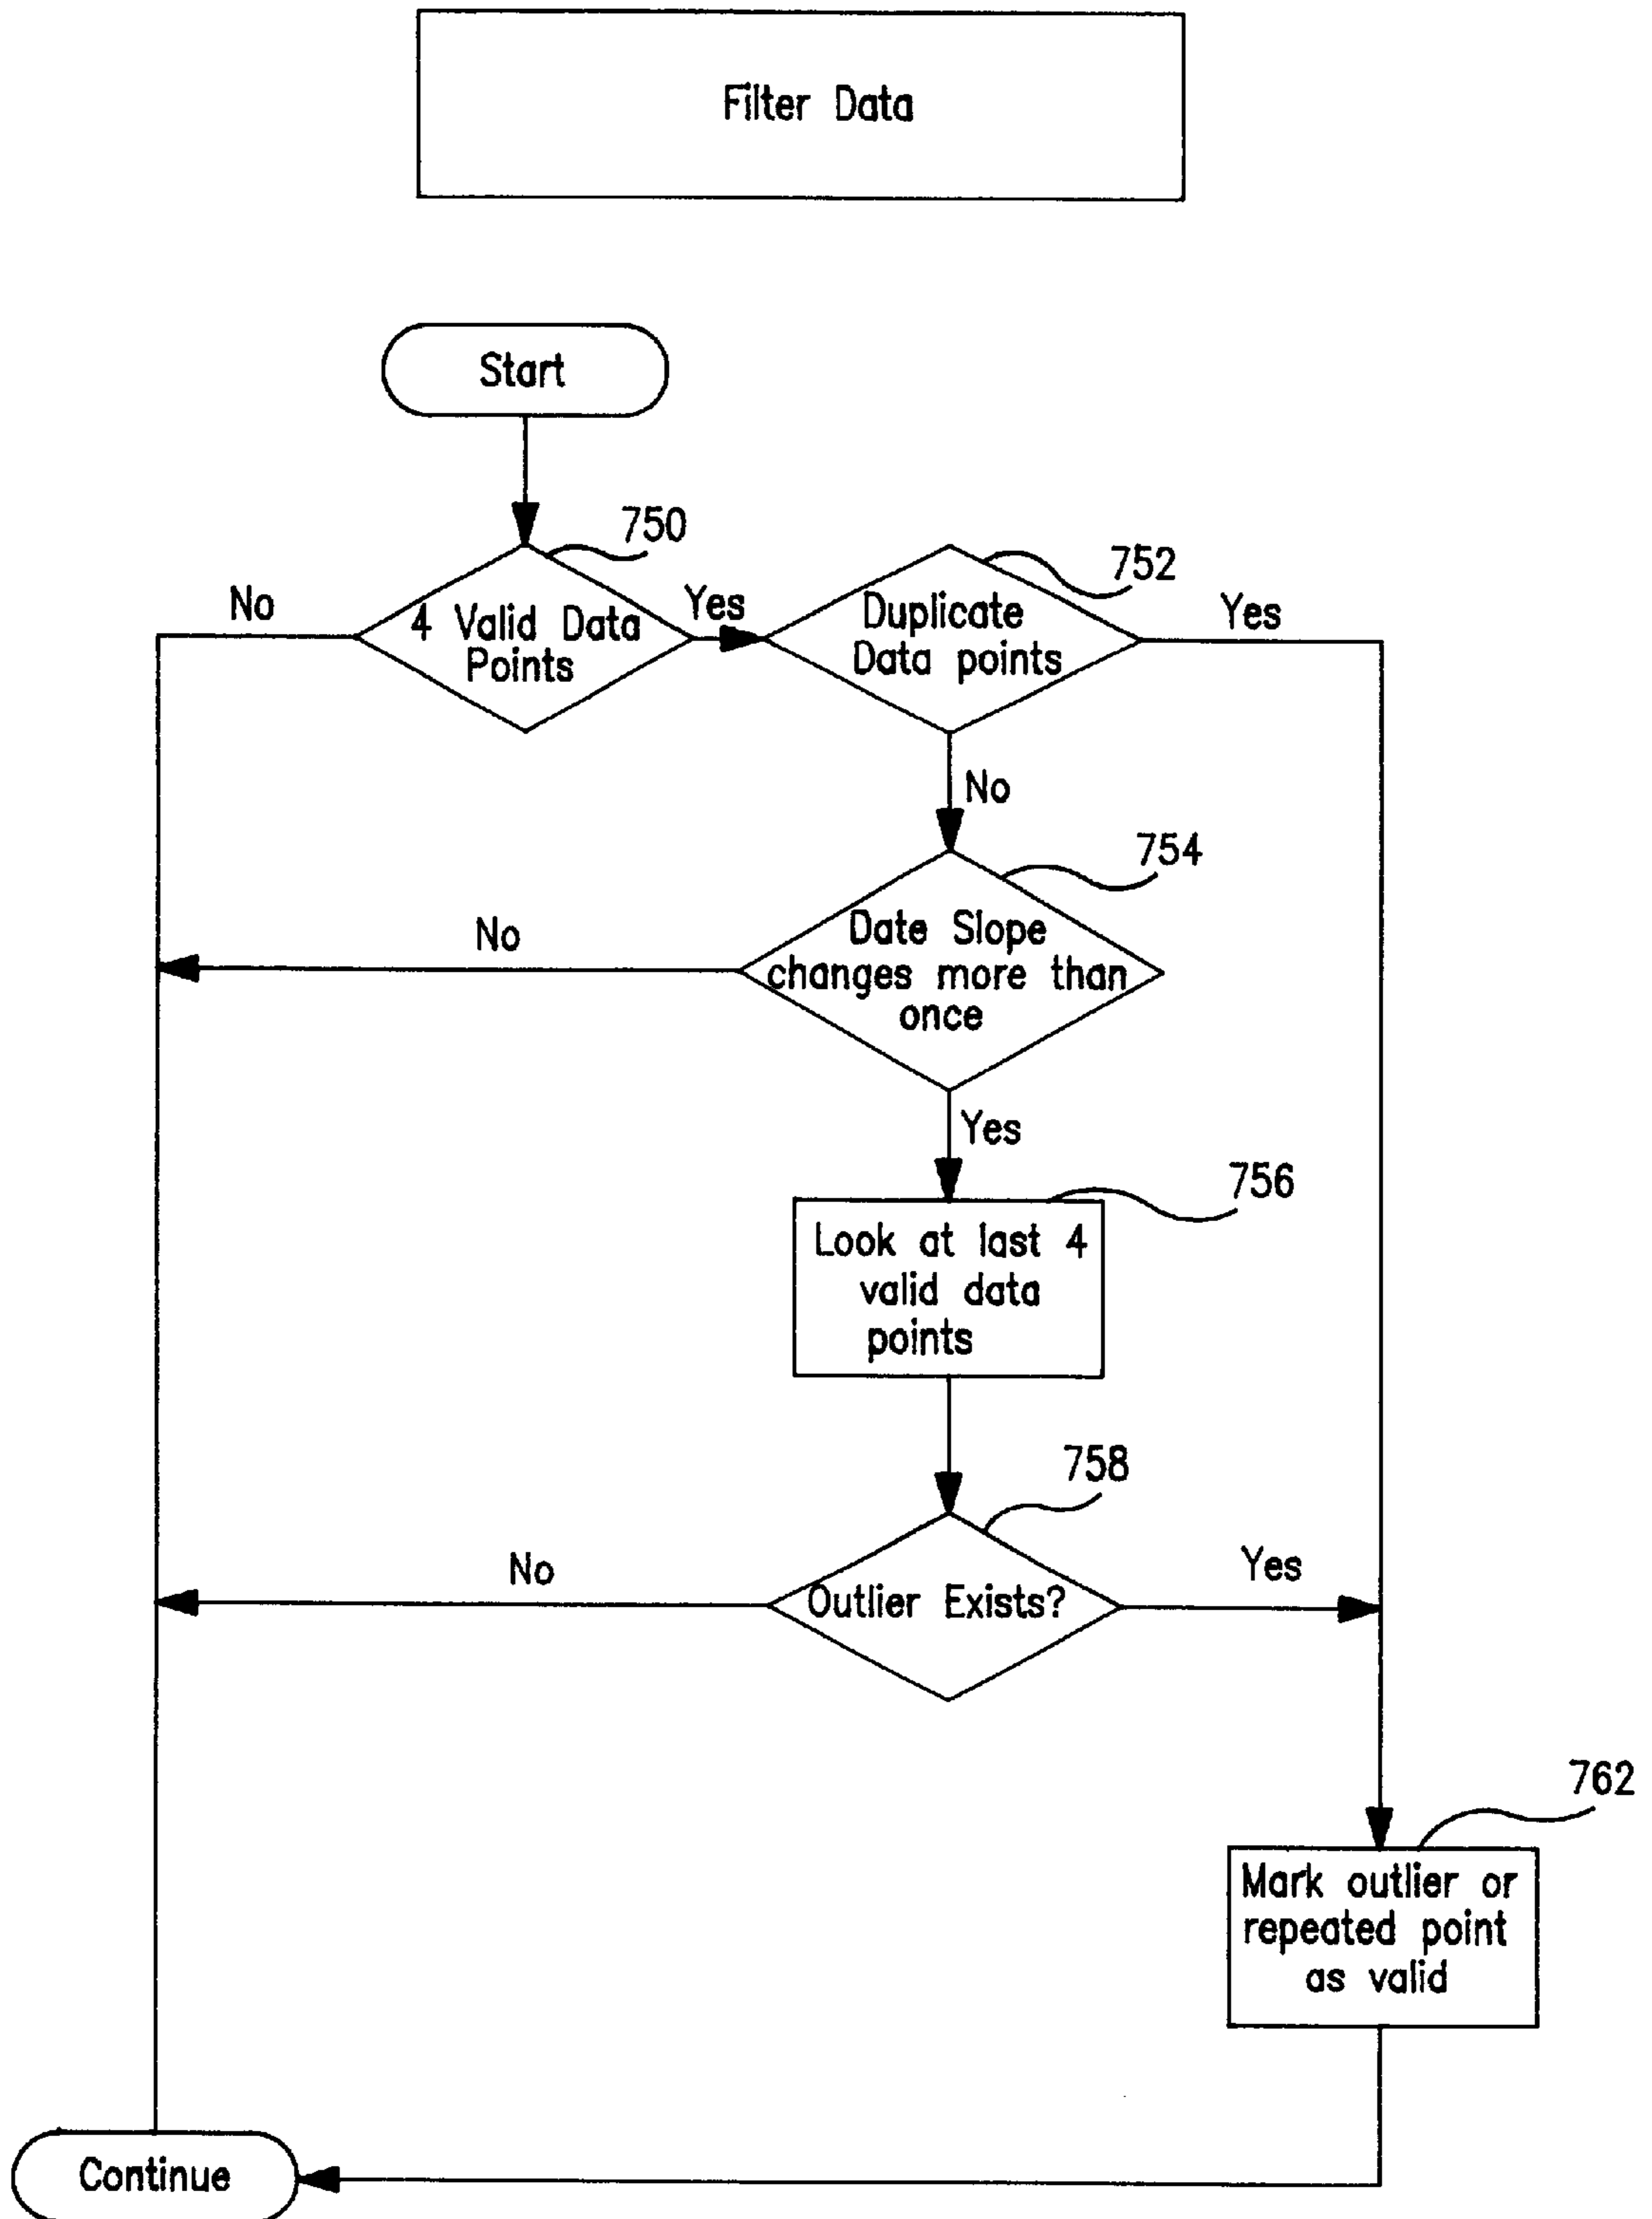 Filter Data
Start
750
752
No
4 Valid Data
Points
Yes
Duplicate
Data points
Yes
No
754
No
Date Slope
changes more than
once
Yes
756
Look at last 4
valid data
points
758
No
Outlier Exists?
Yes
762
Mark outlier or
repeated point
as valid
Continue